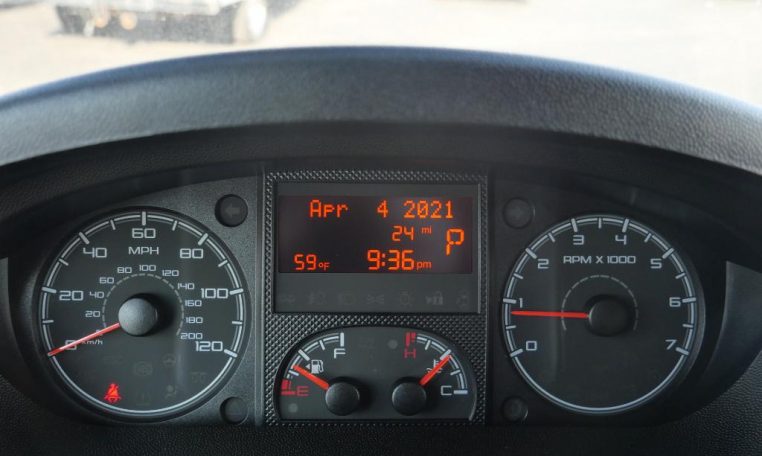 Apr 4 2021
24 mi
P
59°F
9:36 pm
0 20 40 60 80 100 120
MPH
20 40 60 80 100 120 140 160 180 200
km/h
0 1 2 3 4 5 6 7
RPM X 1000
F
E
H
C